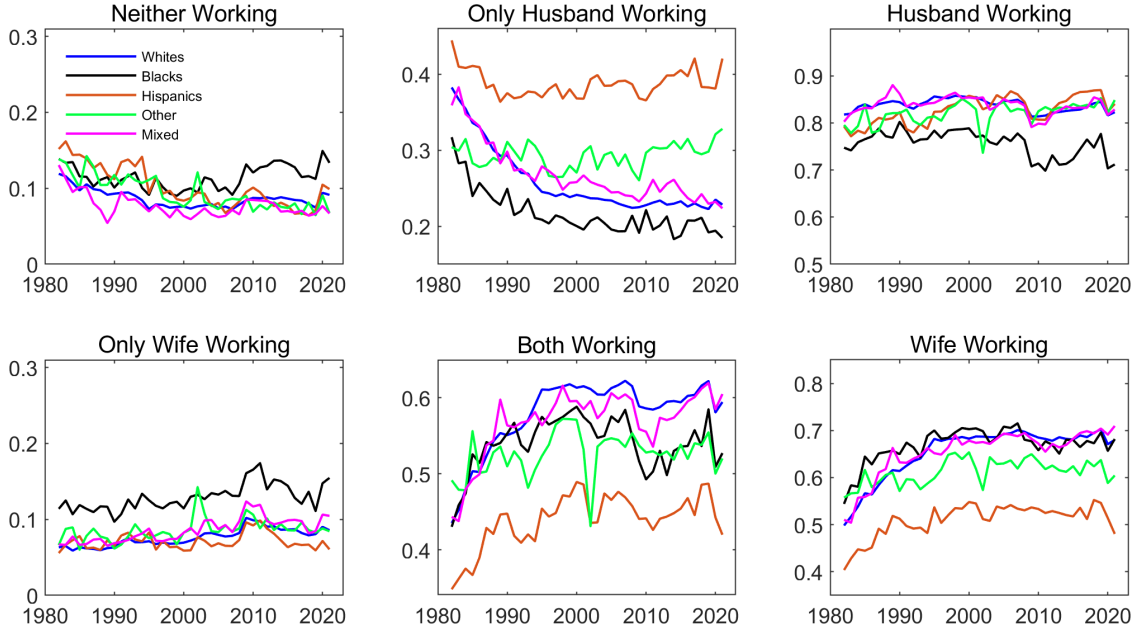 Neither Working
0.3
0.2
0.1
0
1980 1990 2000 2010 2020
Whites
Blacks
Hispanics
Other
Mixed
Only Husband Working
0.4
0.3
0.2
1980 1990 2000 2010 2020
Husband Working
0.9
0.8
0.7
0.6
0.5
1980 1990 2000 2010 2020
Only Wife Working
0.3
0.2
0.1
0
1980 1990 2000 2010 2020
Both Working
0.6
0.5
0.4
1980 1990 2000 2010 2020
Wife Working
0.8
0.7
0.6
0.5
0.4
1980 1990 2000 2010 2020